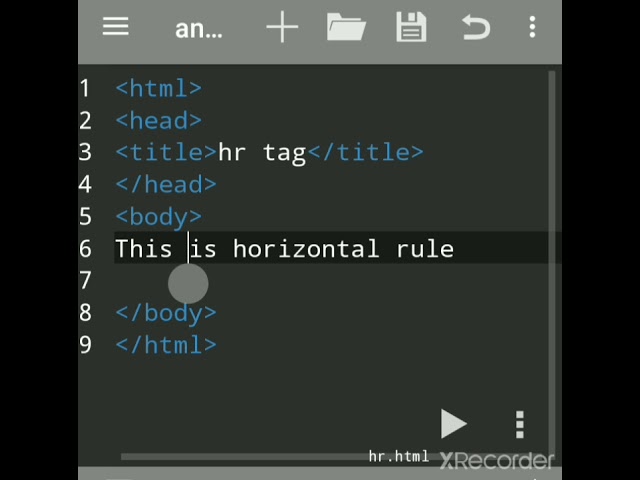 an...
1 <html>
2 <head>
3 <title>hr tag</title>
4 </head>
5 <body>
6 This is horizontal rule
7
8 </body>
9 </html>
hr.html
XRecorder